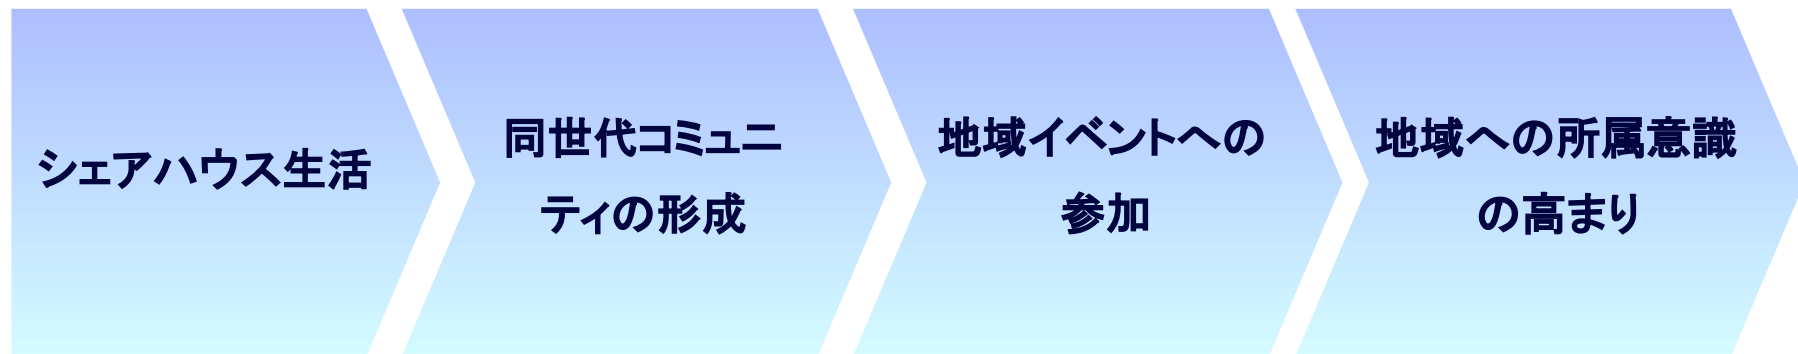 シェアハウス生活
同世代コミュニ
ティの形成
地域イベントへの
参加
地域への所属意識
の高まり